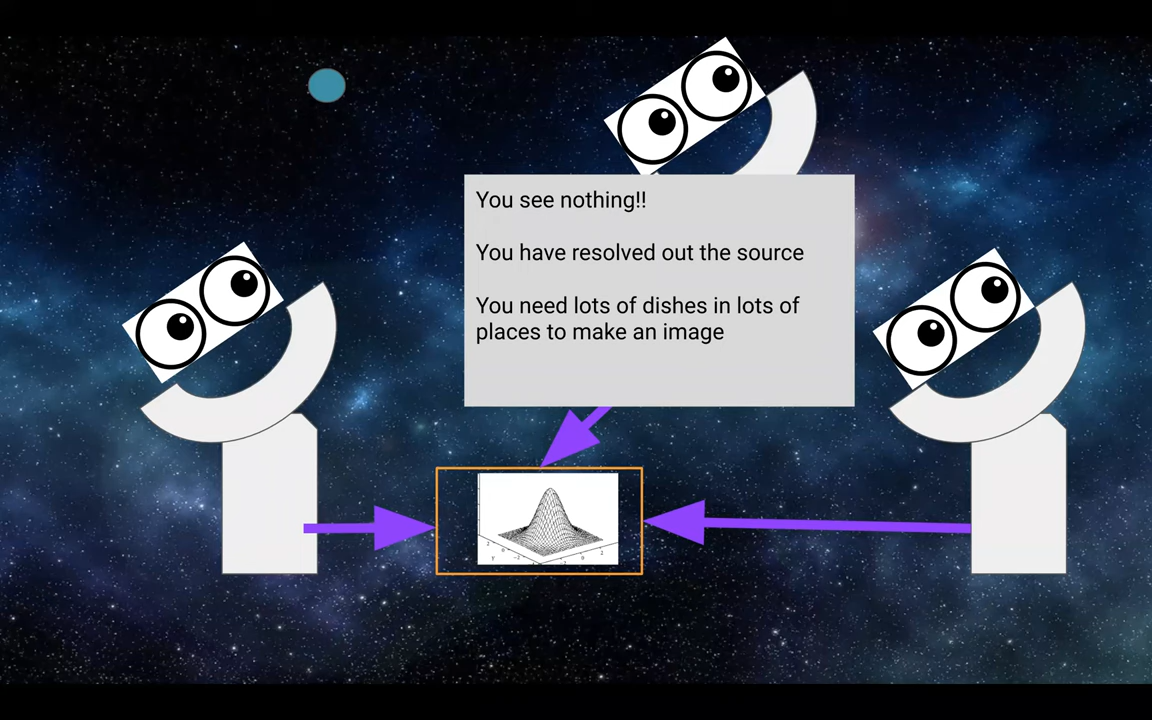 You see nothing!!
You have resolved out the source
You need lots of dishes in lots of
places to make an image